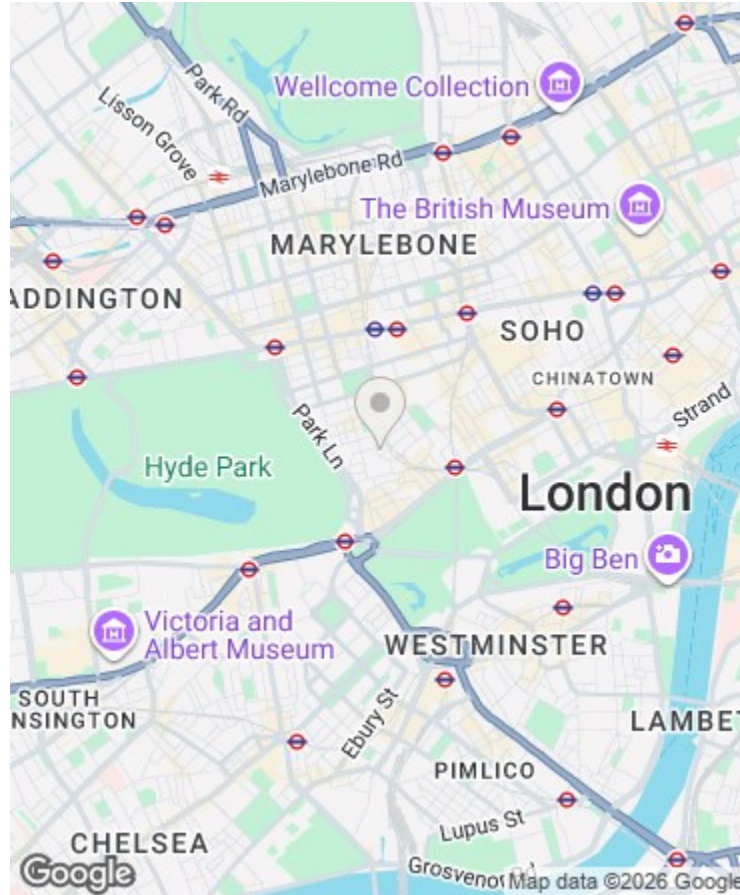 Wellcome Collection
Park Rd
Lisson Grove
Marylebone Rd
The British Museum
MARYLEBONE
ADDINGTON
SOHO
CHINATOWN
Strand
Park Ln
Hyde Park
London
Big Ben
Victoria and
Albert Museum
WESTMINSTER
SOUTH
NSINGTON
Ebury St
LAMBET
PIMLICO
Lupus St
CHELSEA
Grosvenor Rd
Google
Map data ©2026 Google